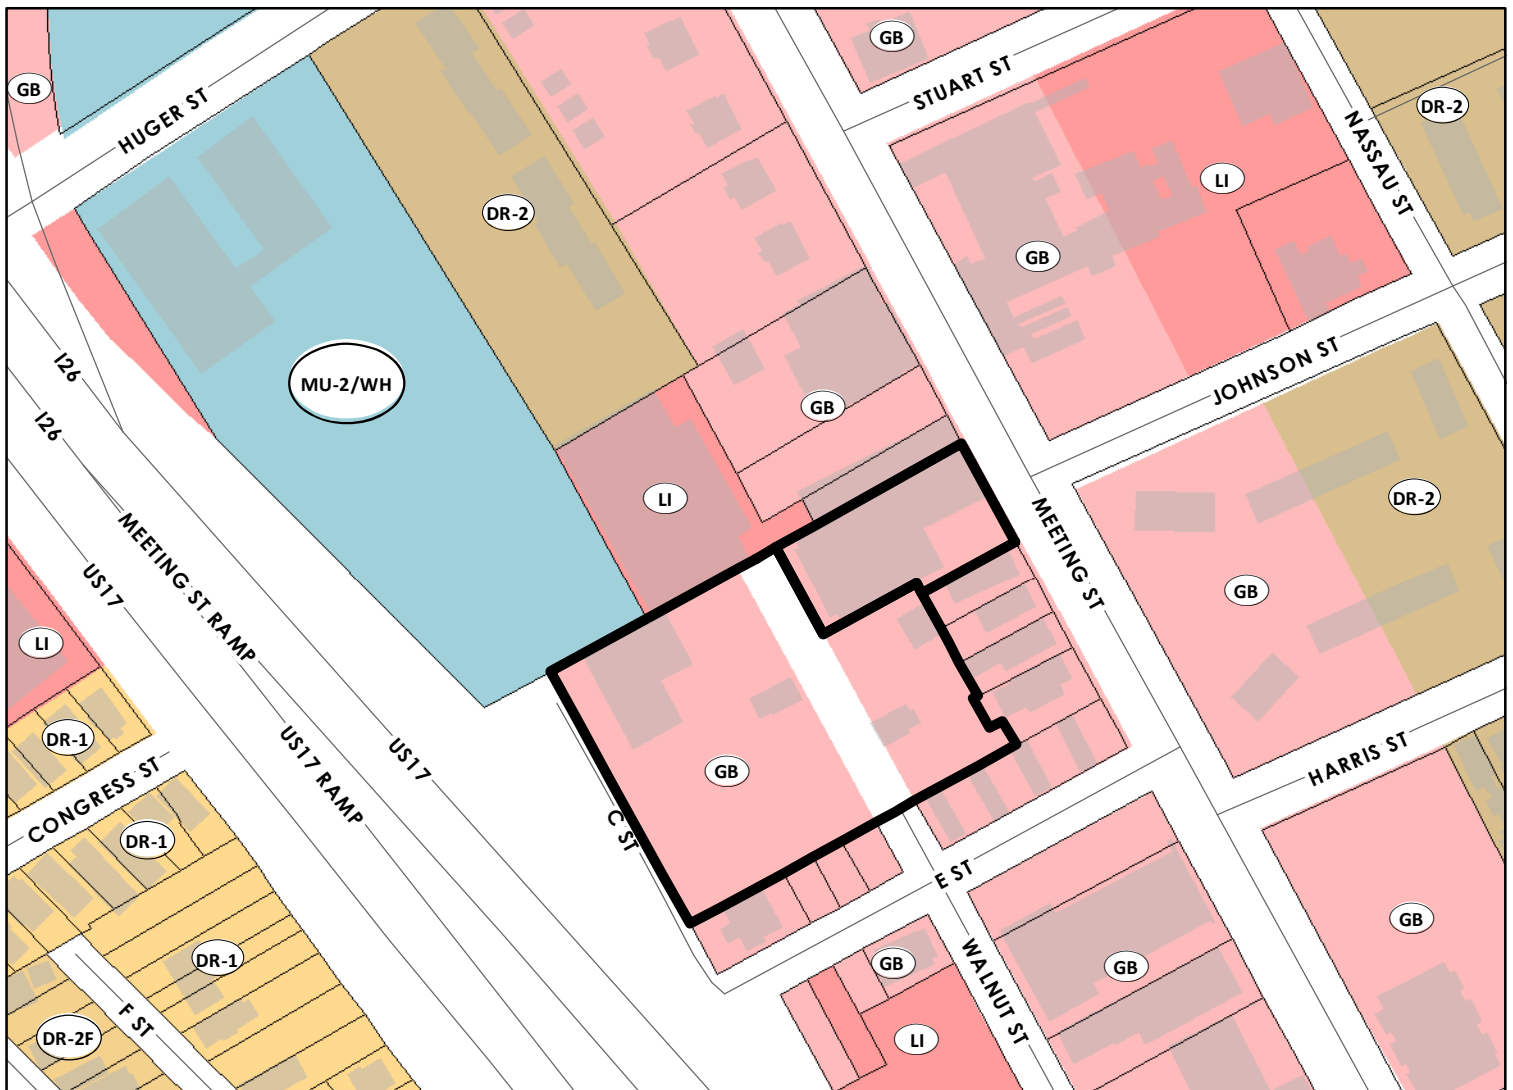 GB
STUART ST
GB
HUGER ST
DR-2
NASSAU ST
LI
DR-2
GB
I26
JOHNSON ST
MU-2/WH
GB
I26
LI
DR-2
MEETING ST RAMP
MEETING ST
US17
GB
LI
DR-1
US17 RAMP
US17
GB
HARRIS ST
CONGRESS ST
DR-1
C ST
E ST
GB
DR-1
GB
GB
WALNUT ST
F ST
DR-2F
LI